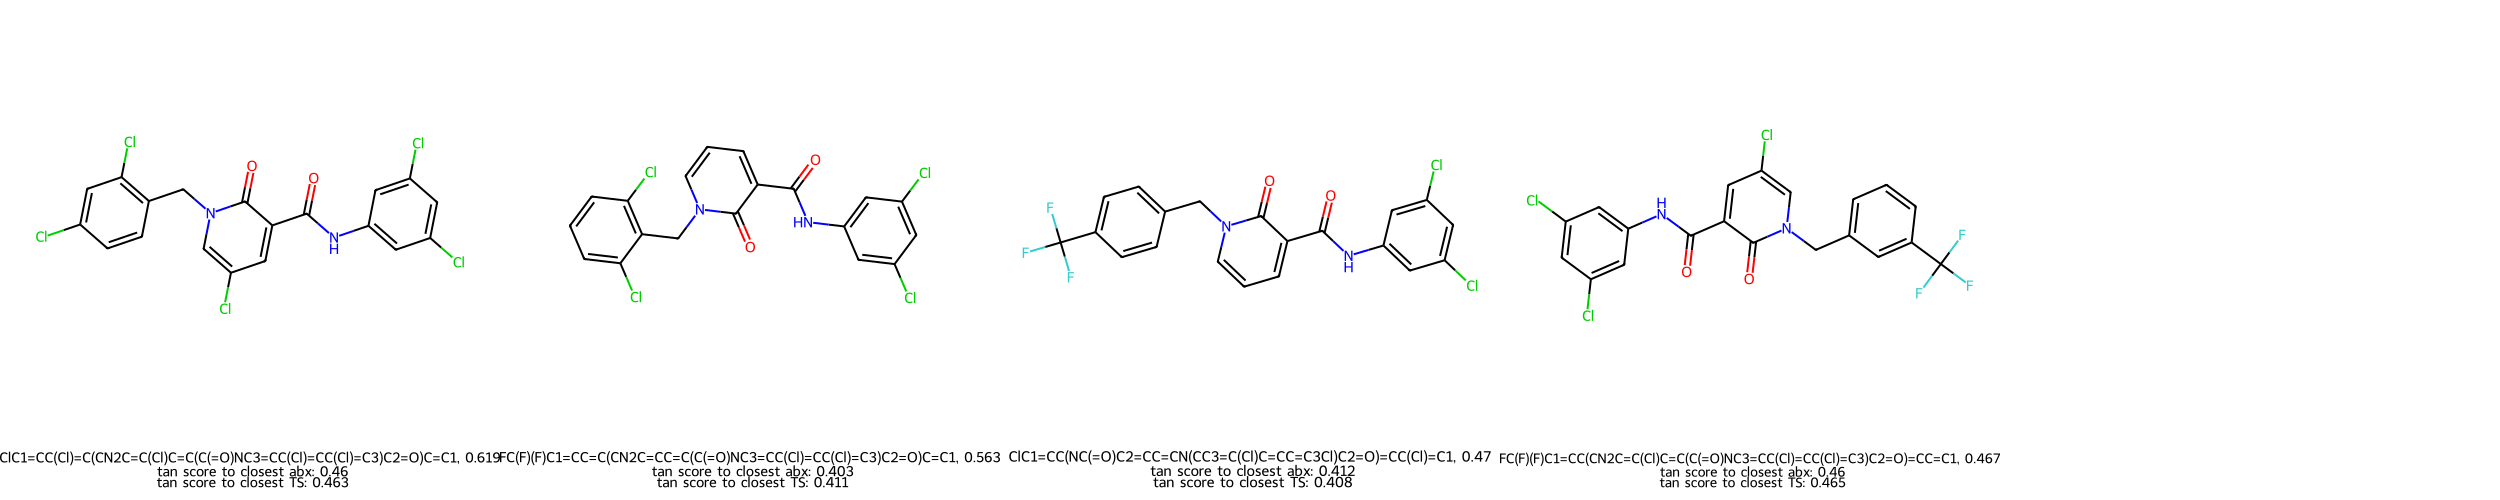 Cl
Cl
O
O
N
Cl
N
H
Cl
Cl
ClC1=CC(Cl)=C(CN2C=C(Cl)C=C(C(=O)NC3=CC(Cl)=CC(Cl)=C3)C2=O)C=C1, 0.619
tan score to closest abx: 0.46
tan score to closest TS: 0.463
O
Cl
Cl
N
HN
O
Cl
Cl
FC(F)(F)C1=CC=C(CN2C=CC=C(C(=O)NC3=CC(Cl)=CC(Cl)=C3)C2=O)C=C1, 0.563
tan score to closest abx: 0.403
tan score to closest TS: 0.411
Cl
O
O
F
N
F
N
H
F
Cl
ClC1=CC(NC(=O)C2=CC=CN(CC3=C(Cl)C=CC=C3Cl)C2=O)=CC(Cl)=C1, 0.47
tan score to closest abx: 0.412
tan score to closest TS: 0.408
Cl
Cl
H
N
N
F
O
O
F
F
Cl
FC(F)(F)C1=CC(CN2C=C(Cl)C=C(C(=O)NC3=CC(Cl)=CC(Cl)=C3)C2=O)=CC=C1, 0.467
tan score to closest abx: 0.46
tan score to closest TS: 0.465